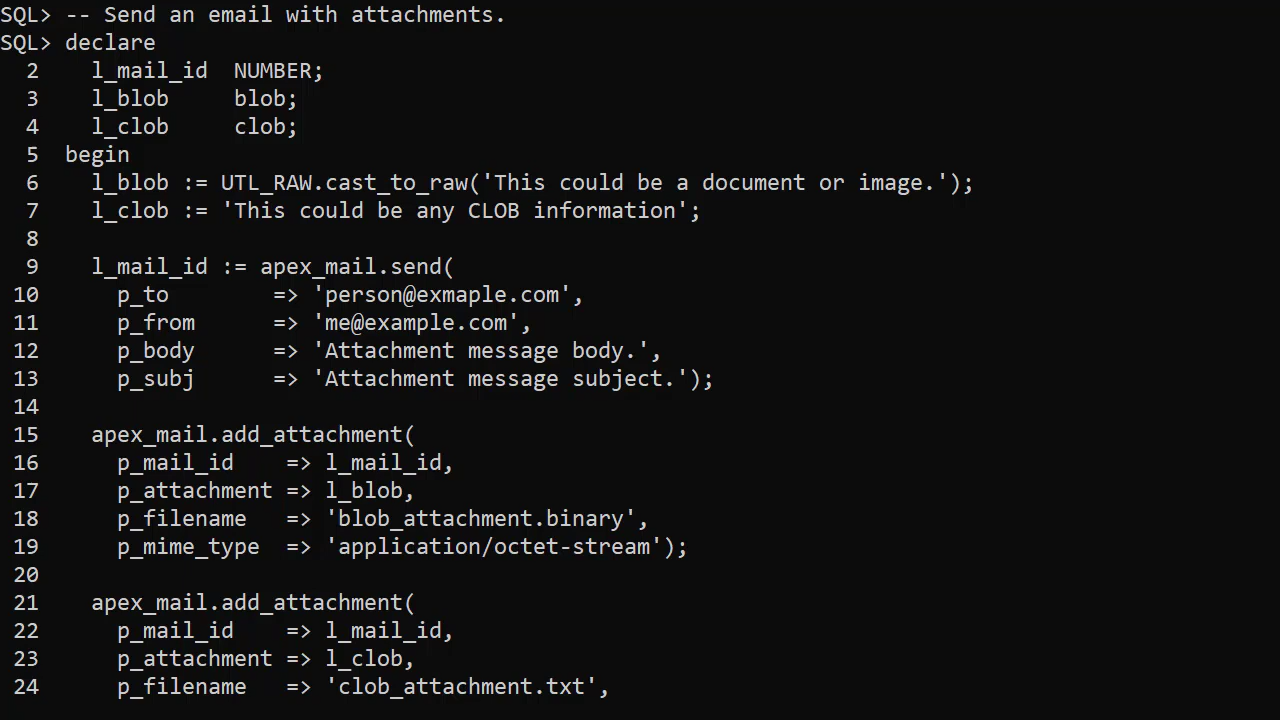 SQL> -- Send an email with attachments.
SQL> declare
  2    l_mail_id  NUMBER;
  3    l_blob     blob;
  4    l_clob     clob;
  5  begin
  6    l_blob := UTL_RAW.cast_to_raw('This could be a document or image.');
  7    l_clob := 'This could be any CLOB information';
  8
  9    l_mail_id := apex_mail.send(
 10      p_to        => 'person@exmaple.com',
 11      p_from      => 'me@example.com',
 12      p_body      => 'Attachment message body.',
 13      p_subj      => 'Attachment message subject.');
 14
 15    apex_mail.add_attachment(
 16      p_mail_id    => l_mail_id,
 17      p_attachment => l_blob,
 18      p_filename   => 'blob_attachment.binary',
 19      p_mime_type  => 'application/octet-stream');
 20
 21    apex_mail.add_attachment(
 22      p_mail_id    => l_mail_id,
 23      p_attachment => l_clob,
 24      p_filename   => 'clob_attachment.txt',